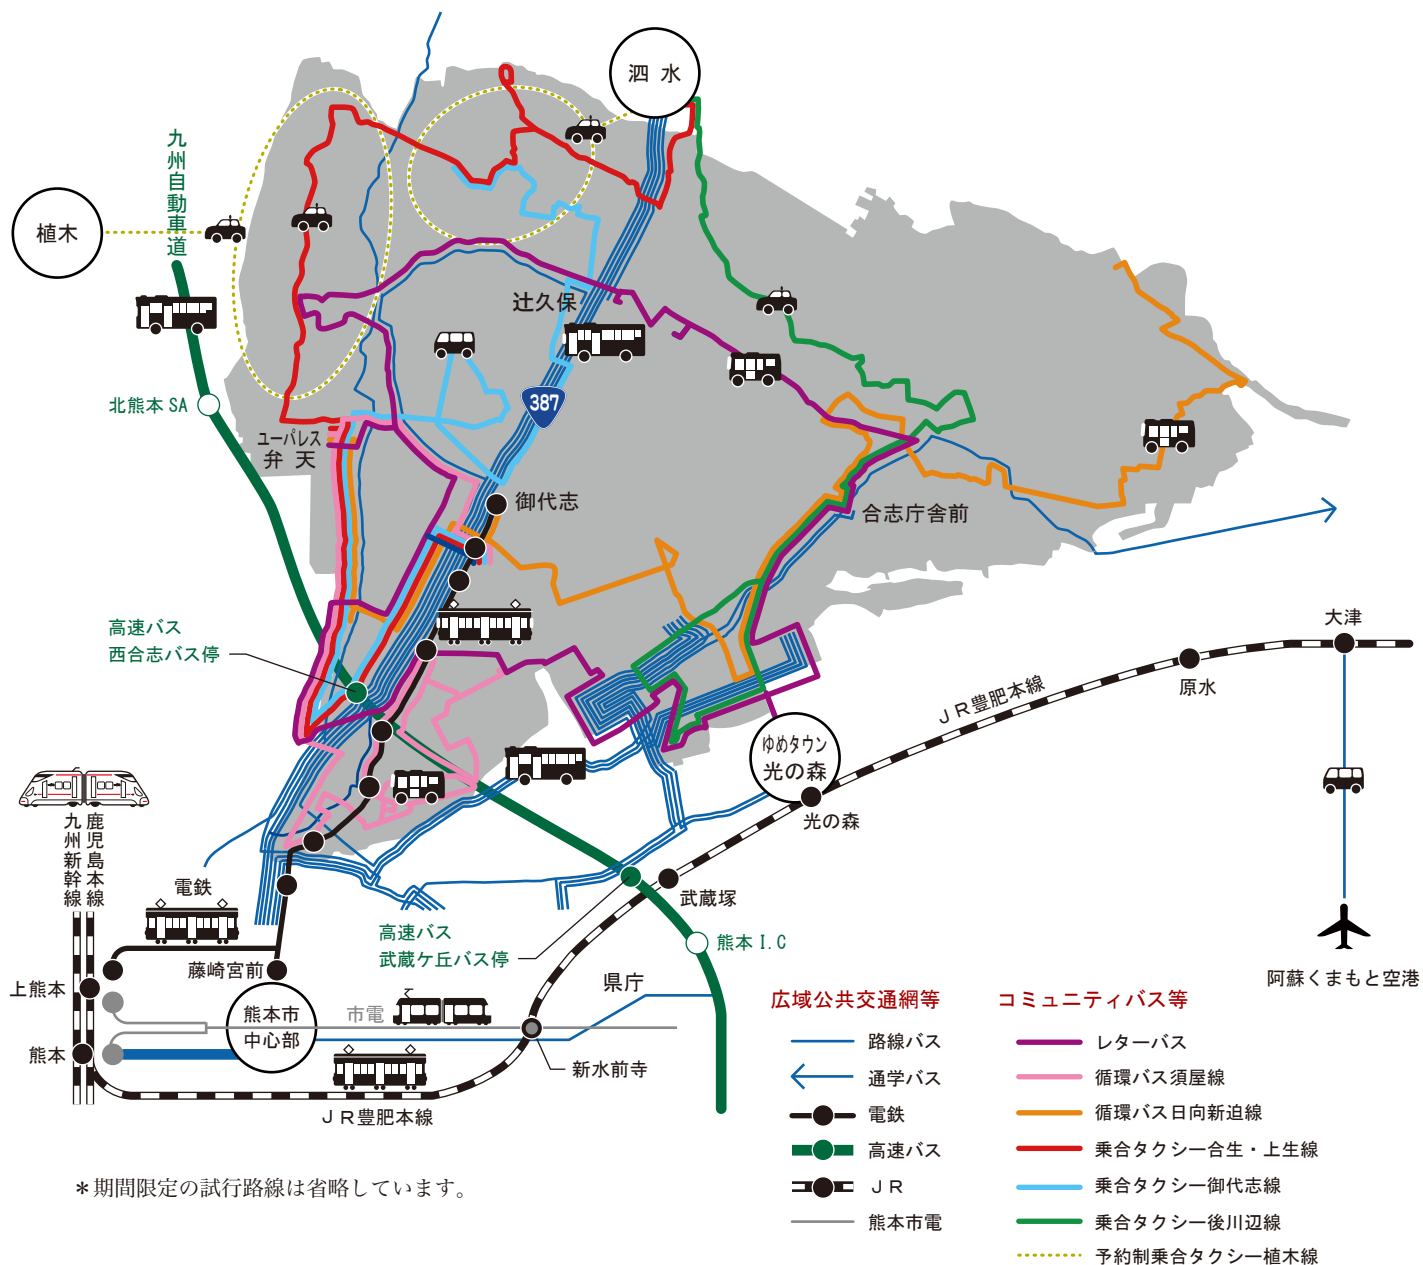 泗 水
九州自動車道
植木
辻久保
387
北熊本 SA
ユーパレス
弁 天
御代志
合志庁舎前
高速バス
西合志バス停
大津
原水
ＪＲ豊肥本線
ゆめタウン
光の森
光の森
九州新幹線
鹿児島本線
電鉄
武蔵塚
高速バス
武蔵ケ丘バス停
熊本 I.C
藤崎宮前
上熊本
熊本市
中心部
市電
県庁
熊本
新水前寺
ＪＲ豊肥本線
阿蘇くまもと空港
広域公共交通網等
路線バス
通学バス
電鉄
高速バス
ＪＲ
熊本市電
コミュニティバス等
レターバス
循環バス須屋線
循環バス日向新迫線
乗合タクシー合生・上生線
乗合タクシー御代志線
乗合タクシー後川辺線
予約制乗合タクシー植木線
＊期間限定の試行路線は省略しています。